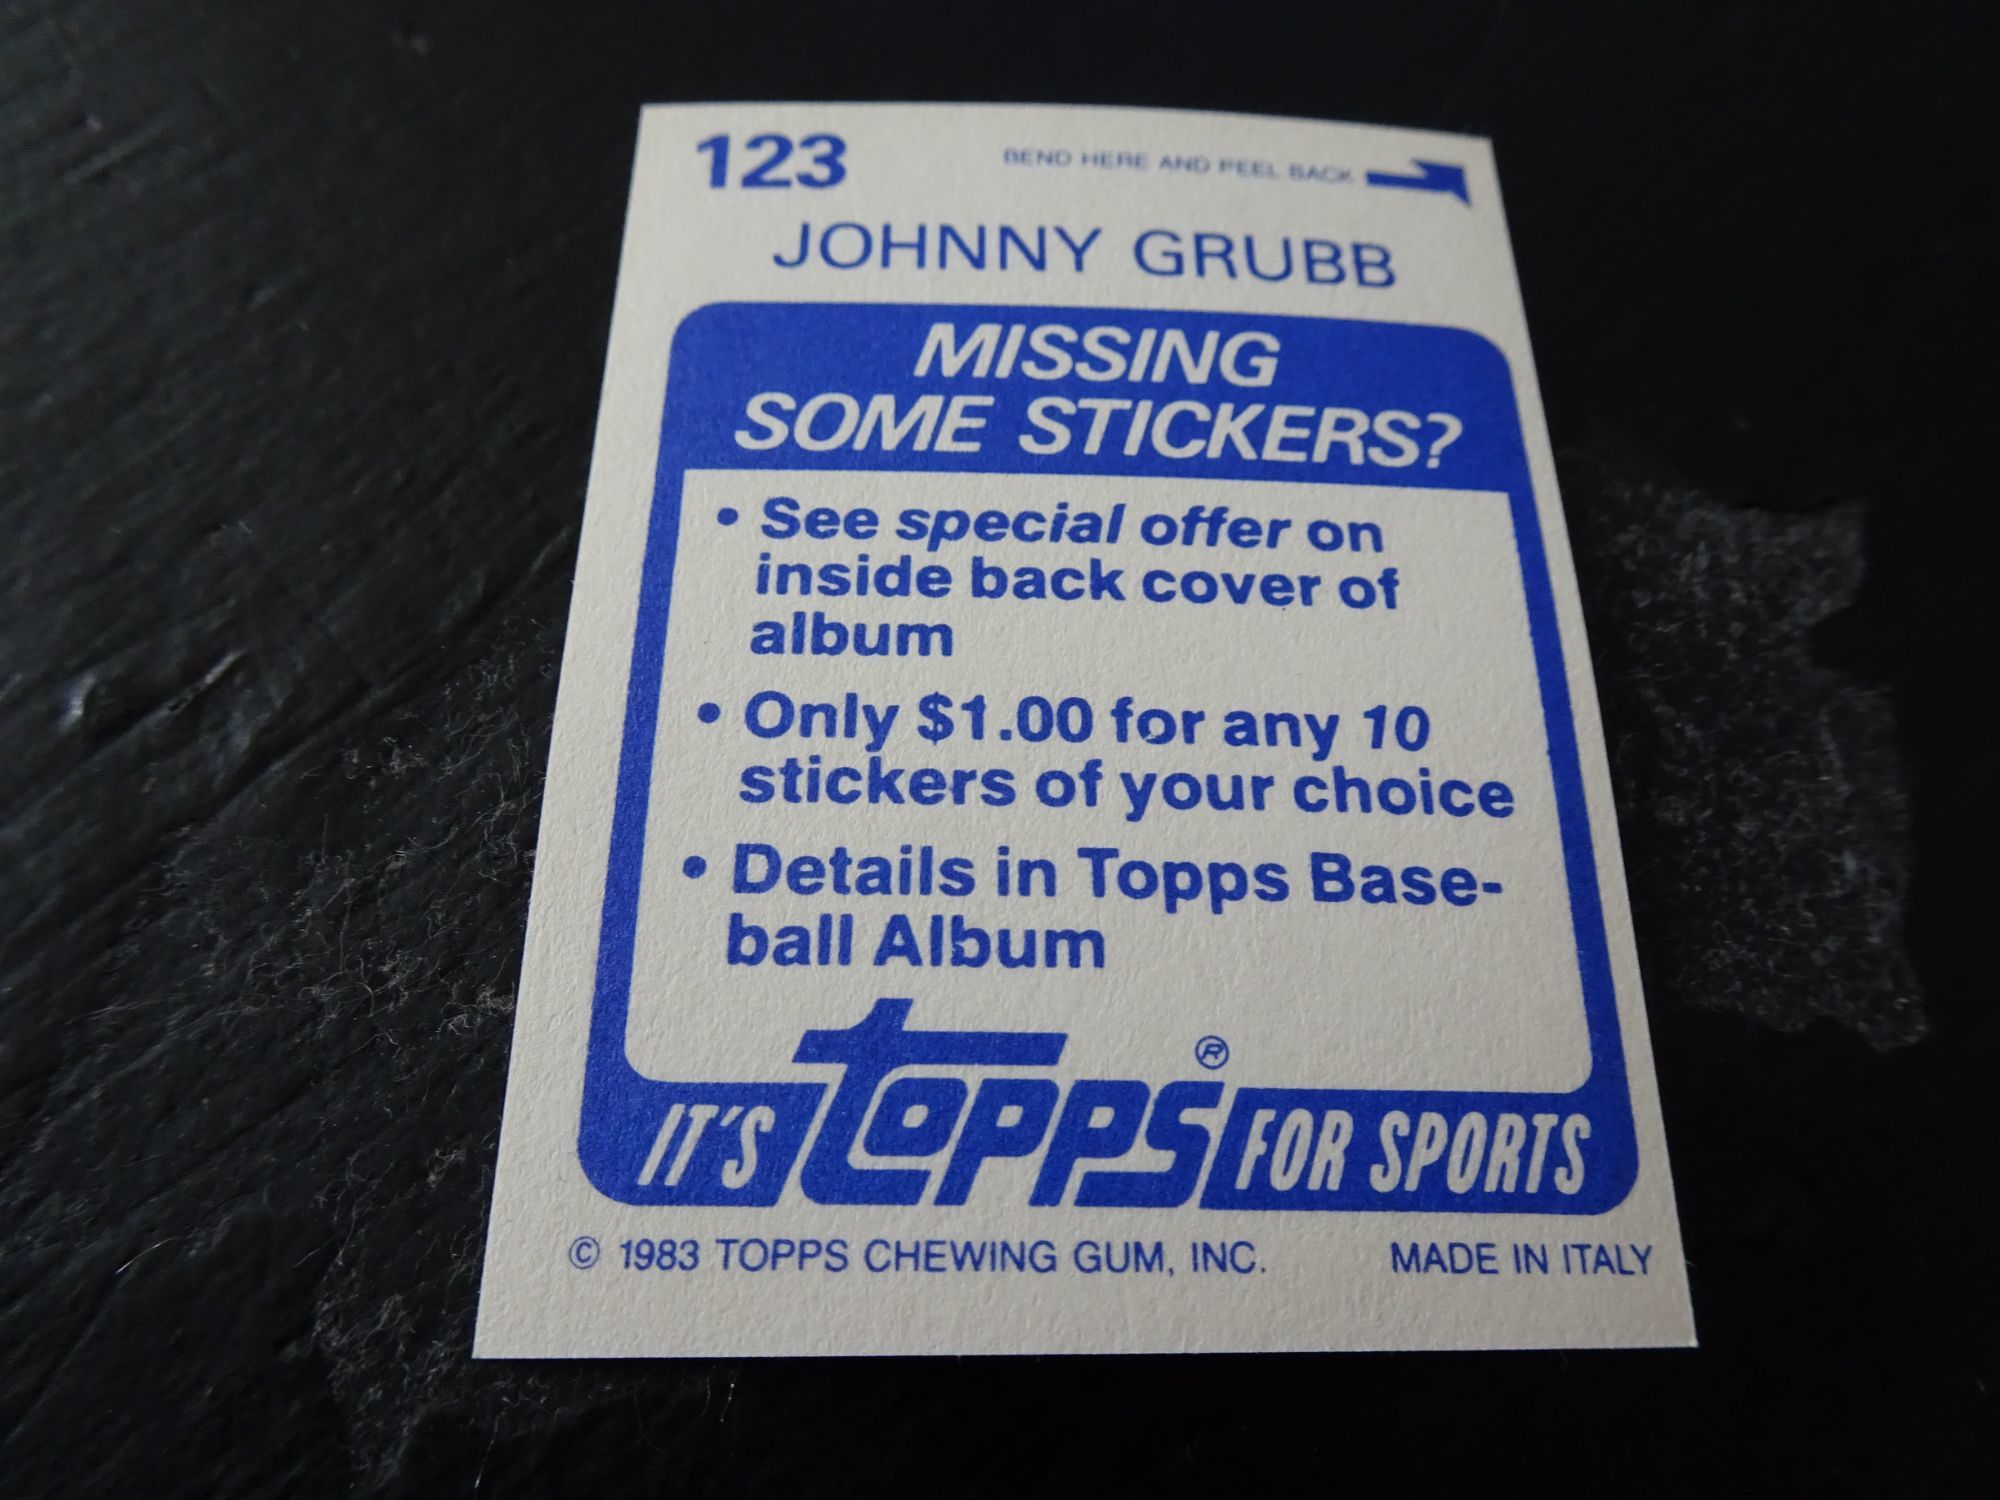 123
BEND HERE AND PEEL BACK
JOHNNY GRUBB
MISSING
SOME STICKERS?
• See special offer on
inside back cover of
album
• Only $1.00 for any 10
stickers of your choice
• Details in Topps Base-
ball Album
IT'S topps® FOR SPORTS
© 1983 TOPPS CHEWING GUM, INC. MADE IN ITALY